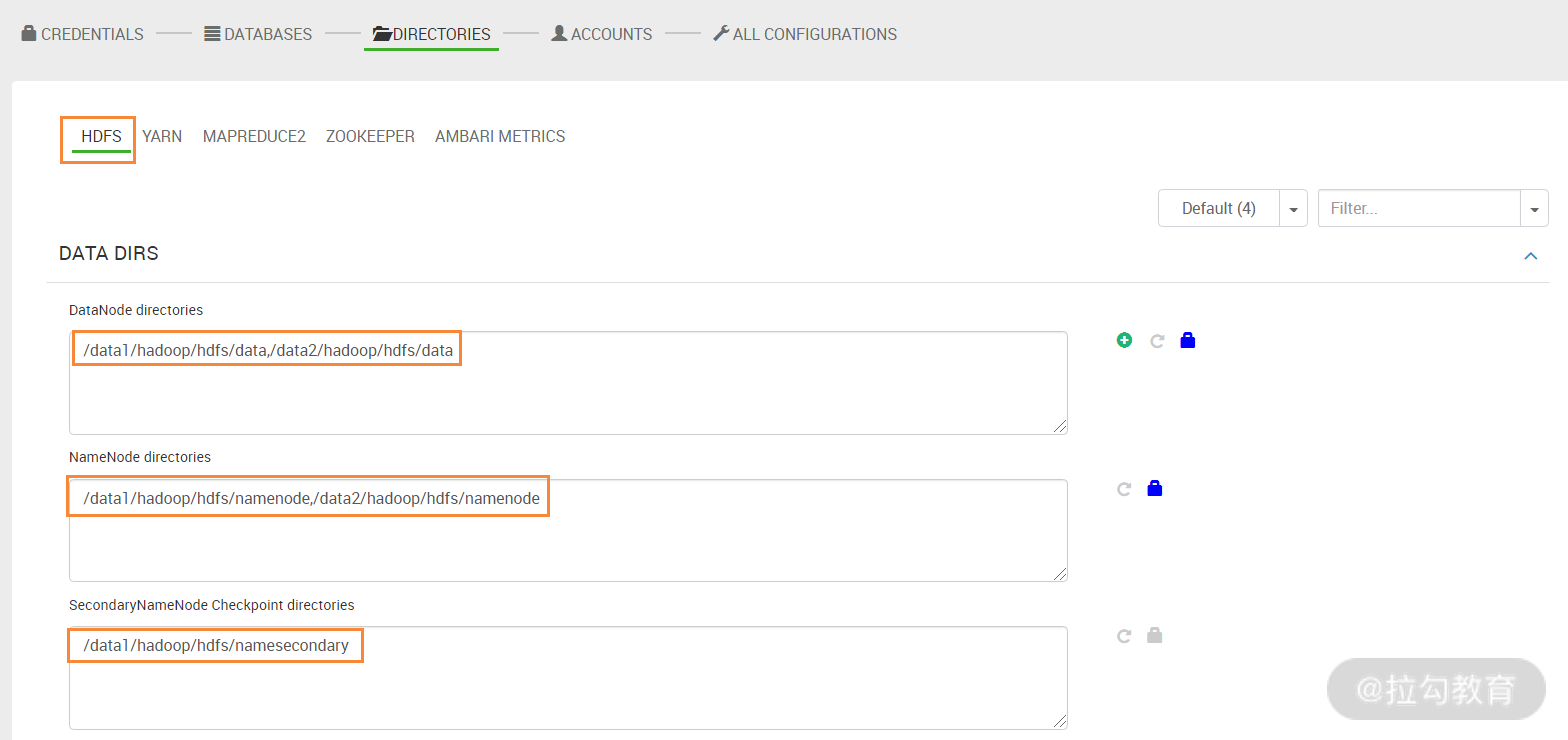 CREDENTIALS DATABASES DIRECTORIES ACCOUNTS ALL CONFIGURATIONS
HDFS YARN MAPREDUCE2 ZOOKEEPER AMBARI METRICS
Default (4) Filter...
DATA DIRS
DataNode directories
/data1/hadoop/hdfs/data,/data2/hadoop/hdfs/data
NameNode directories
/data1/hadoop/hdfs/namenode,/data2/hadoop/hdfs/namenode
SecondaryNameNode Checkpoint directories
/data1/hadoop/hdfs/namesecondary
@拉勾教育